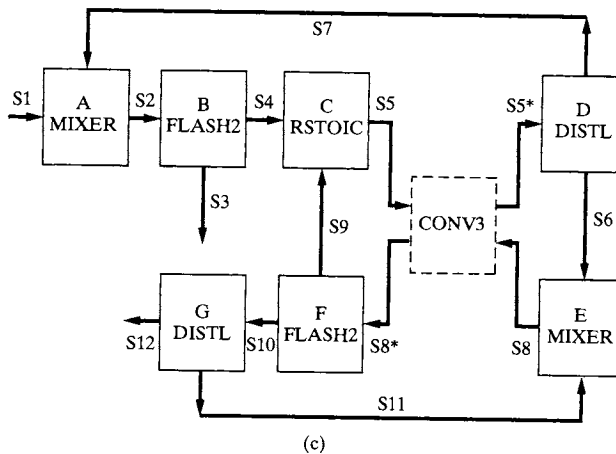 S7
S1
A
MIXER
S2
B
FLASH2
S4
C
RSTOIC
S5
S5*
D
DISTL
S3
S9
CONV3
S6
G
DISTL
S12
S10
F
FLASH2
S8*
S8
E
MIXER
S11
(c)